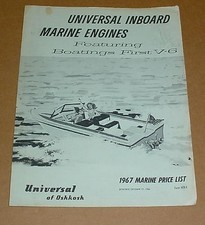 UNIVERSAL INBOARD
MARINE ENGINES
Featuring
Boatings First V-6
1967 MARINE PRICE LIST
Universal
of Oshkosh